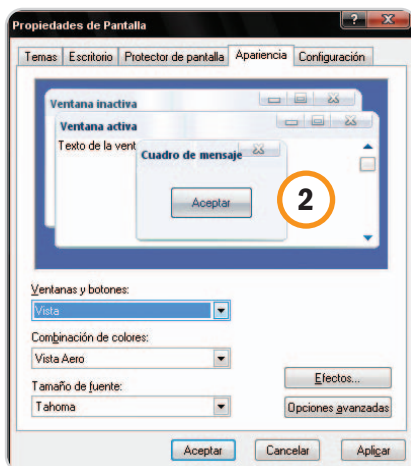 Propiedades de Pantalla
Temas Escritorio Protector de pantalla Apariencia Configuración
Ventana inactiva
Ventana activa
Texto de la vent
Cuadro de mensaje
Aceptar
2
Ventanas y botones:
Vista
Combinación de colores:
Vista Aero
Tamaño de fuente:
Tahoma
Efectos...
Opciones avanzadas
Aceptar Cancelar Aplicar